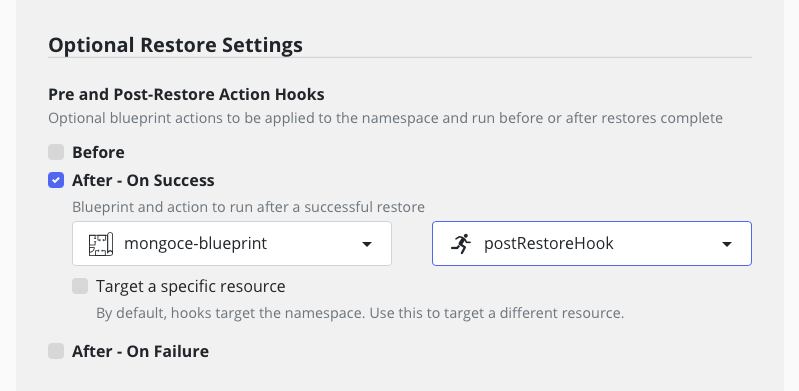 Optional Restore Settings
Pre and Post-Restore Action Hooks
Optional blueprint actions to be applied to the namespace and run before or after restores complete
Before
After - On Success
Blueprint and action to run after a successful restore
mongoce-blueprint postRestoreHook
Target a specific resource
By default, hooks target the namespace. Use this to target a different resource.
After - On Failure